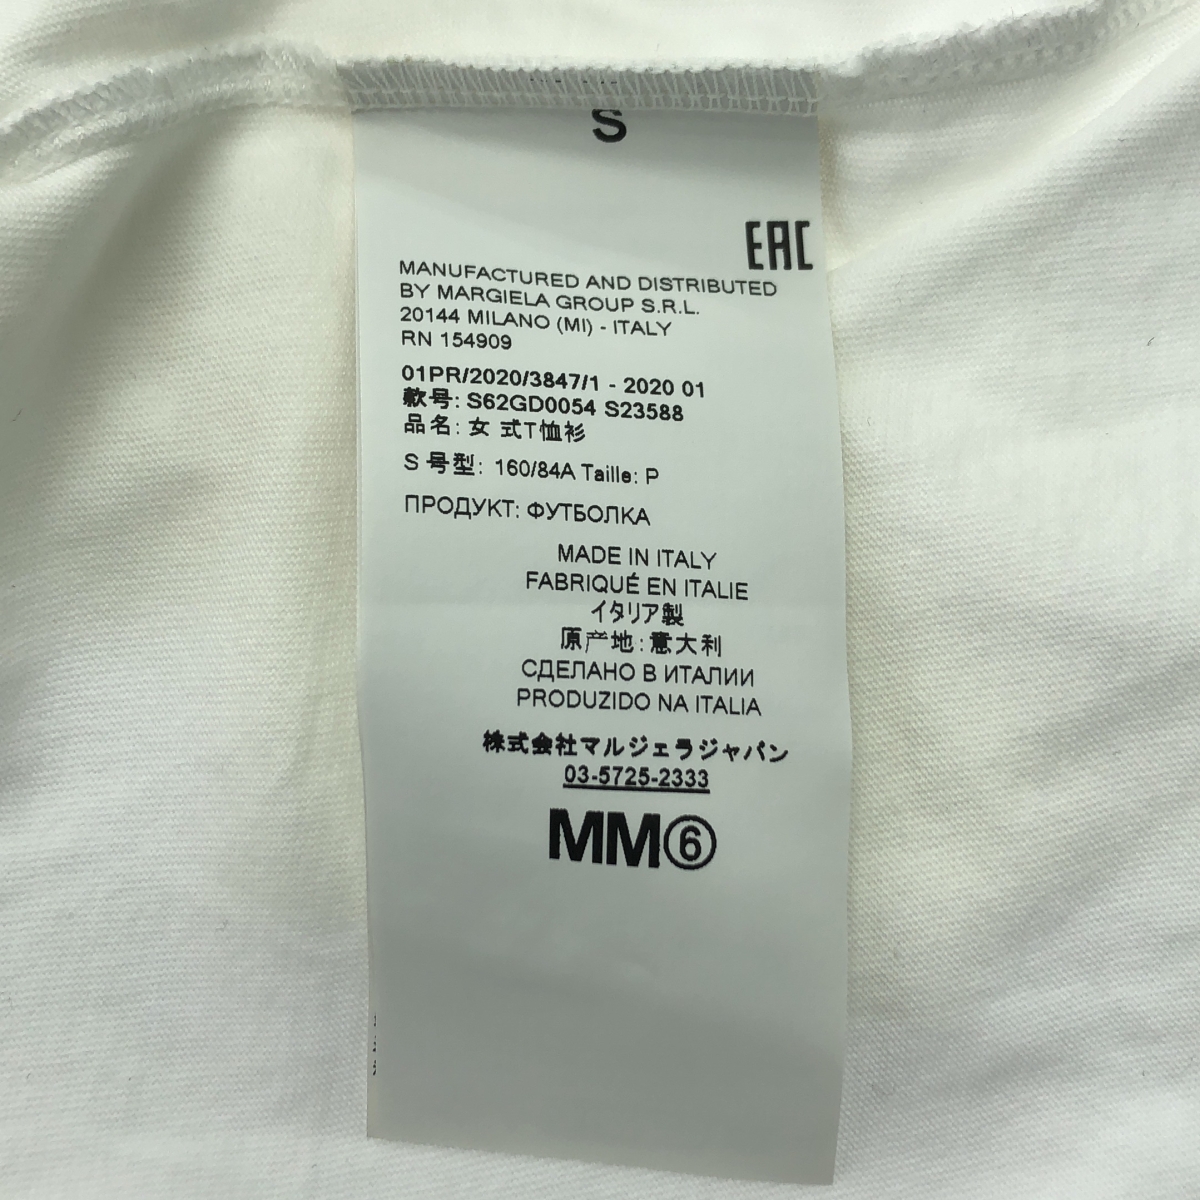 S
EAC
MANUFACTURED AND DISTRIBUTED
BY MARGIELA GROUP S.R.L.
20144 MILANO (MI) - ITALY
RN 154909
01PR/2020/3847/1 - 2020 01
款号: S62GD0054 S23588
品名: 女 式T恤衫
S 号型: 160/84A Taille: P
ПРОДУКТ: ФУТБОЛКА
MADE IN ITALY
FABRIQUÉ EN ITALIE
イタリア製
原产地:意大利
СДЕЛАНО В ИТАЛИИ
PRODUZIDO NA ITALIA
株式会社マルジェラジャパン
03-5725-2333
MM⑥